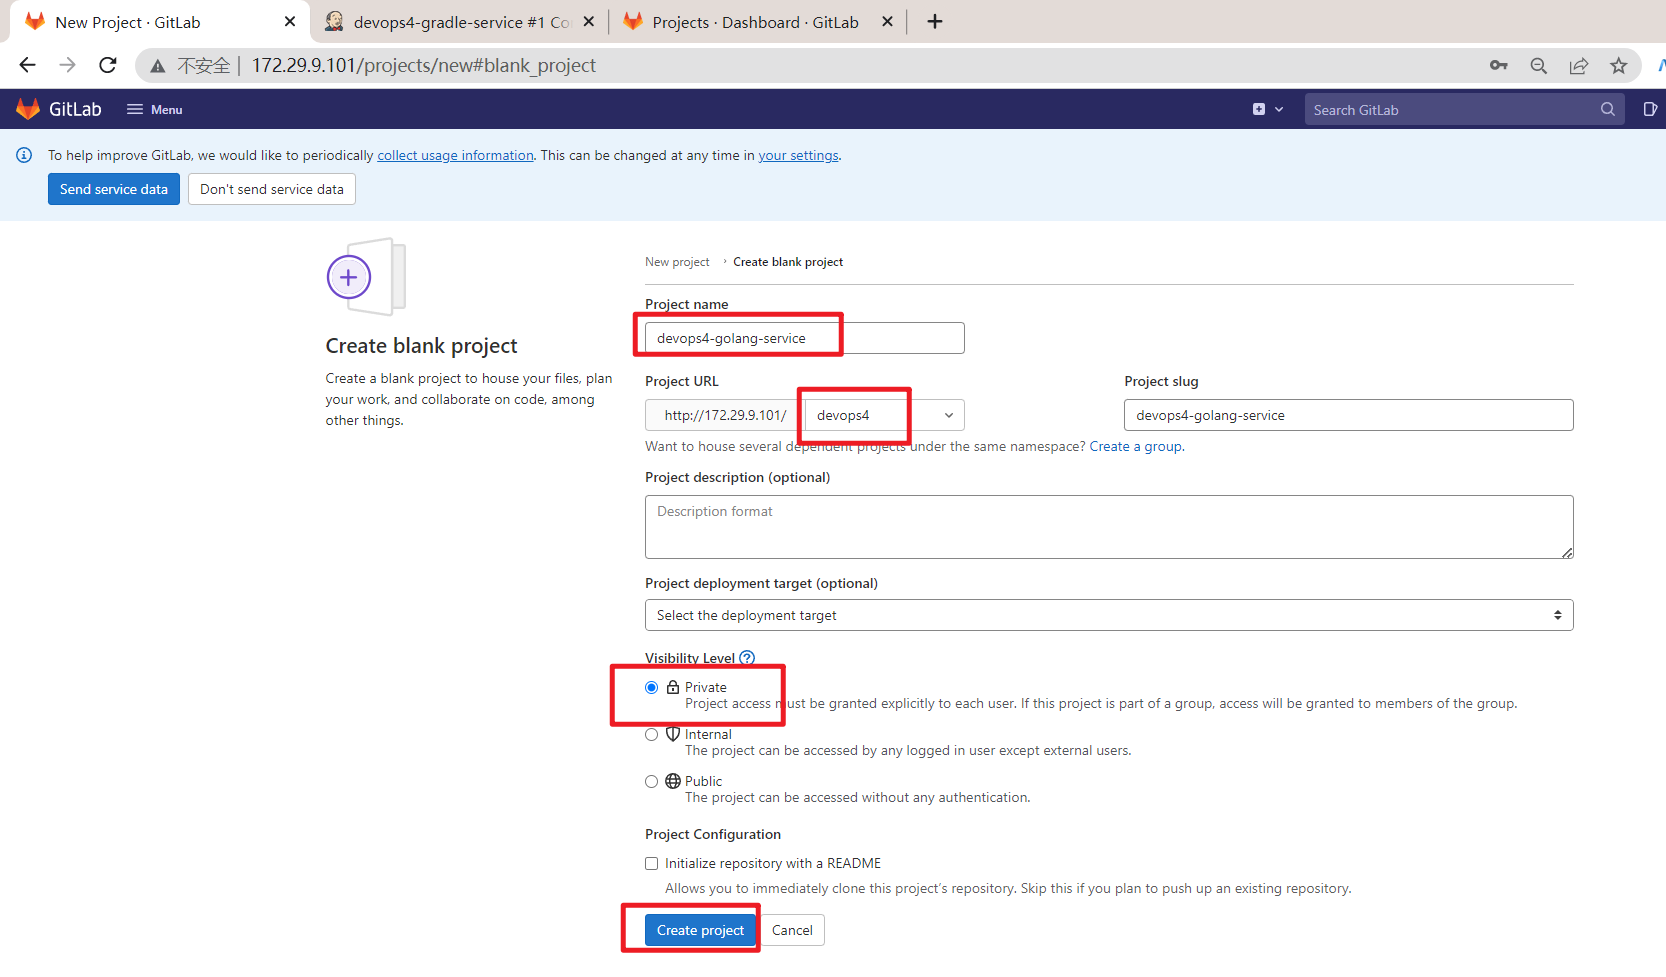 New Project · GitLab
devops4-gradle-service #1 Co
Projects · Dashboard · GitLab
不安全
172.29.9.101/projects/new#blank_project
GitLab
Menu
Search GitLab
To help improve GitLab, we would like to periodically collect usage information. This can be changed at any time in your settings.
Send service data
Don't send service data
Create blank project
Create a blank project to house your files, plan
your work, and collaborate on code, among
other things.
New project › Create blank project
Project name
devops4-golang-service
Project URL
http://172.29.9.101/
devops4
Project slug
devops4-golang-service
Want to house several dependent projects under the same namespace? Create a group.
Project description (optional)
Description format
Project deployment target (optional)
Select the deployment target
Visibility Level
Private
Project access must be granted explicitly to each user. If this project is part of a group, access will be granted to members of the group.
Internal
The project can be accessed by any logged in user except external users.
Public
The project can be accessed without any authentication.
Project Configuration
Initialize repository with a README
Allows you to immediately clone this project's repository. Skip this if you plan to push up an existing repository.
Create project
Cancel